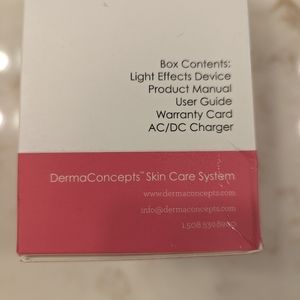 Box Contents:
Light Effects Device
Product Manual
User Guide
Warranty Card
AC/DC Charger
DermaConcepts™ Skin Care System
www.dermaconcepts.com
info@dermaconcepts.com